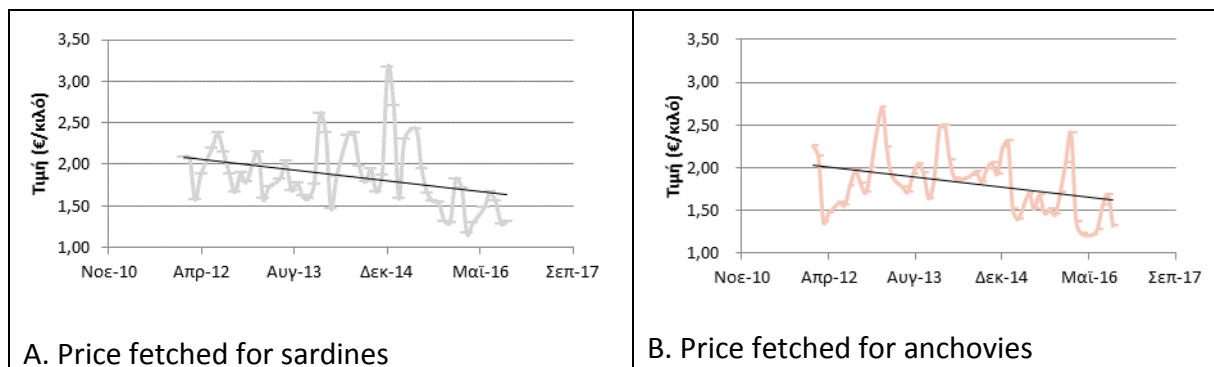 3,50
3,00
2,50
2,00
1,50
1,00
Τιμή (€/κιλό)
Νοε-10 Απρ-12 Αυγ-13 Δεκ-14 Μαϊ-16 Σεπ-17
A. Price fetched for sardines
3,50
3,00
2,50
2,00
1,50
1,00
Τιμή (€/κιλό)
Νοε-10 Απρ-12 Αυγ-13 Δεκ-14 Μαϊ-16 Σεπ-17
B. Price fetched for anchovies